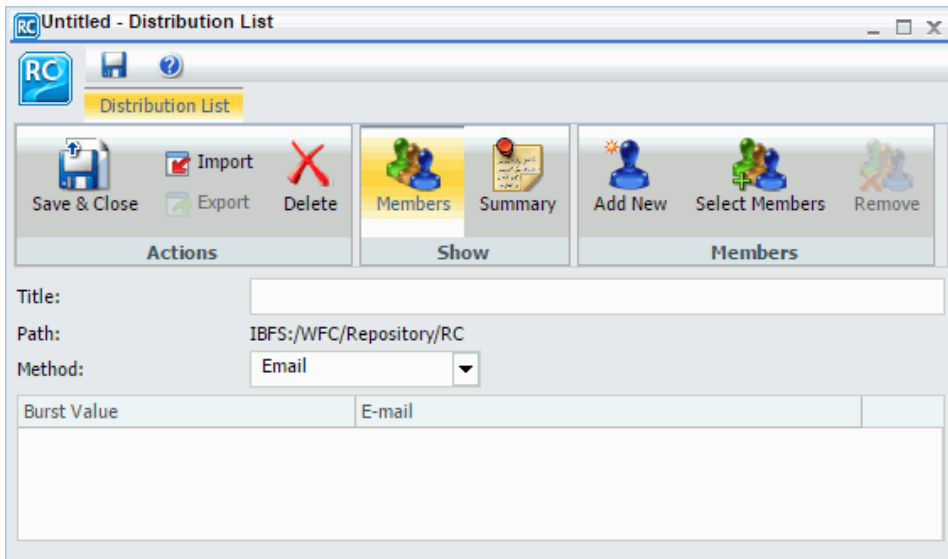 RC Untitled - Distribution List
RC
Distribution List
Save & Close Import Export Delete Members Summary Add New Select Members Remove
Actions Show Members
Title:
Path: IBFS:/WFC/Repository/RC
Method: Email
Burst Value E-mail